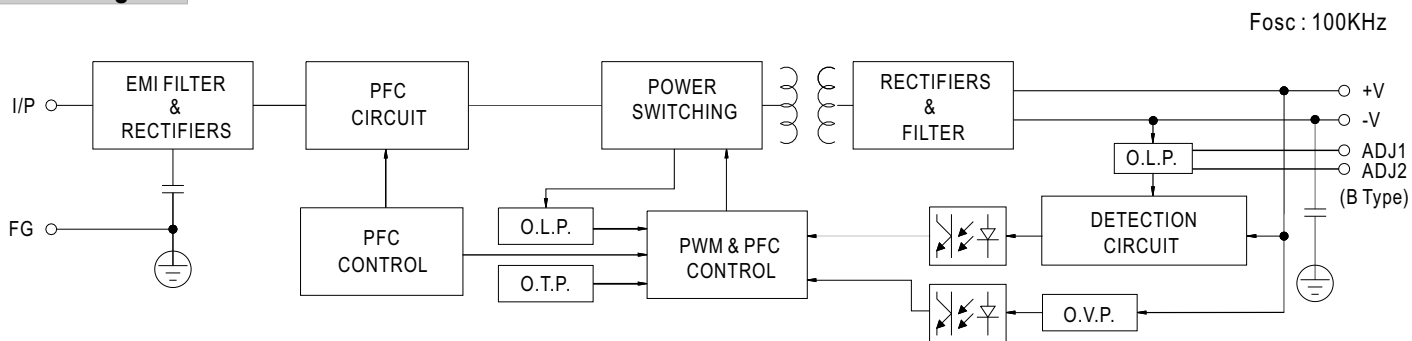 Fosc : 100KHz
I/P
EMI FILTER
&
RECTIFIERS
PFC
CIRCUIT
POWER
SWITCHING
RECTIFIERS
&
FILTER
+V
-V
O.L.P.
ADJ1
ADJ2
(B Type)
FG
PFC
CONTROL
O.L.P.
O.T.P.
PWM & PFC
CONTROL
DETECTION
CIRCUIT
O.V.P.